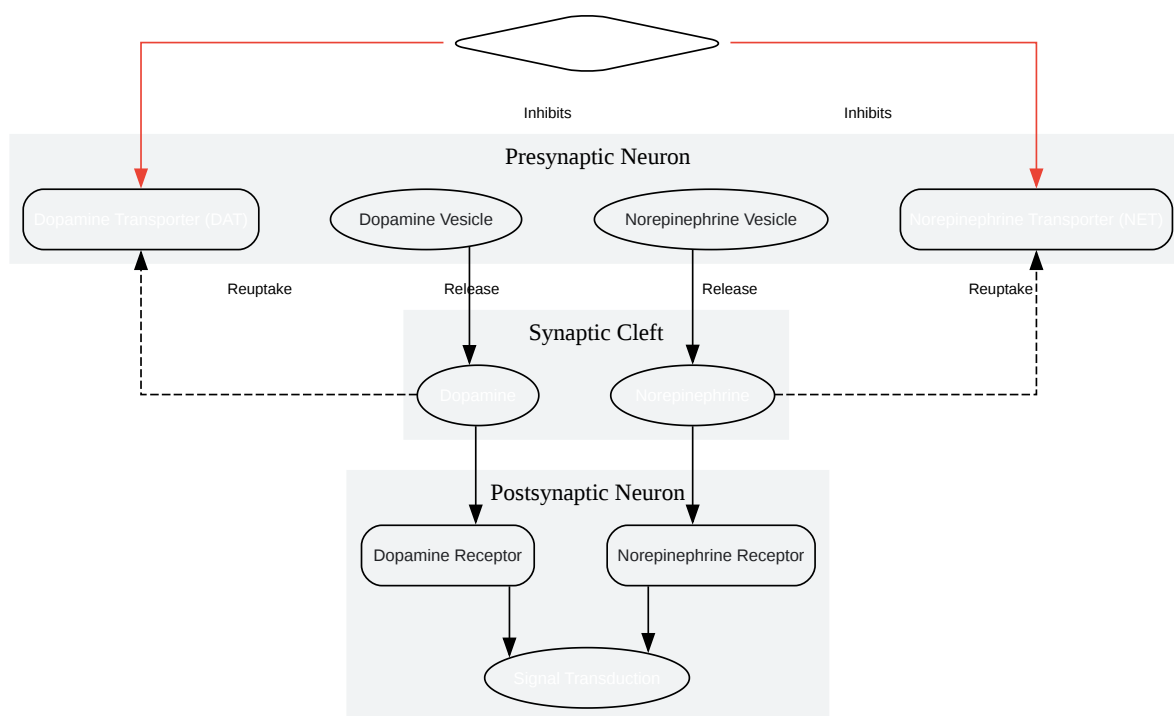 Inhibits
Inhibits
Presynaptic Neuron
Dopamine Transporter (DAT)
Dopamine Vesicle
Norepinephrine Vesicle
Norepinephrine Transporter (NET)
Reuptake
Release
Release
Reuptake
Synaptic Cleft
Dopamine
Norepinephrine
Postsynaptic Neuron
Dopamine Receptor
Norepinephrine Receptor
Signal Transduction